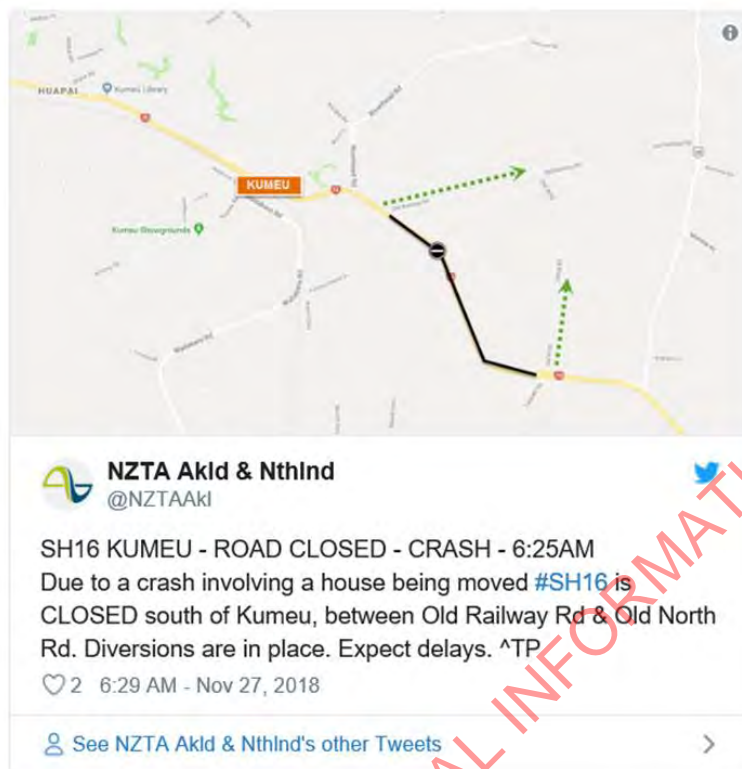 HUAPAI
Kumeu Library
Riverhead Rd
KUMEU
Kumeu Showgrounds
NZTA Akld & Nthlnd
@NZTAAkl
SH16 KUMEU - ROAD CLOSED - CRASH - 6:25AM
Due to a crash involving a house being moved #SH16 is
CLOSED south of Kumeu, between Old Railway Rd & Old North
Rd. Diversions are in place. Expect delays. ^TP
2 6:29 AM - Nov 27, 2018
See NZTA Akld & Nthlnd's other Tweets